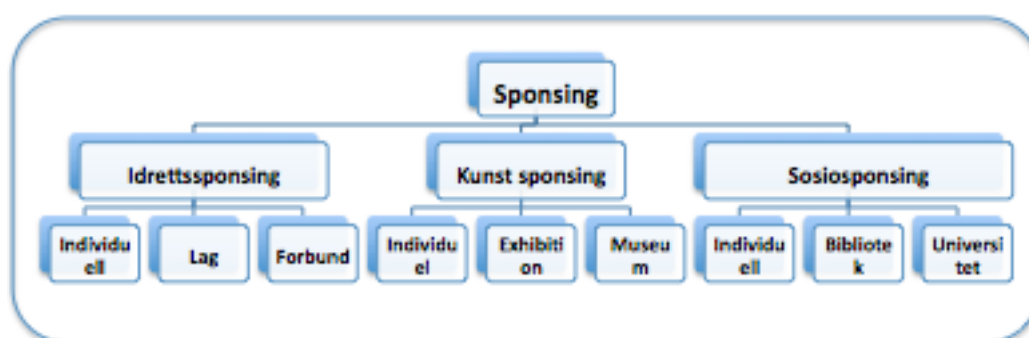 Sponsing
Idrettssponsing
Kunst sponsing
Sosiosponsing
Individu
ell
Lag
Forbund
Individu
el
Exhibiti
on
Museu
m
Individu
ell
Bibliote
k
Universi
tet